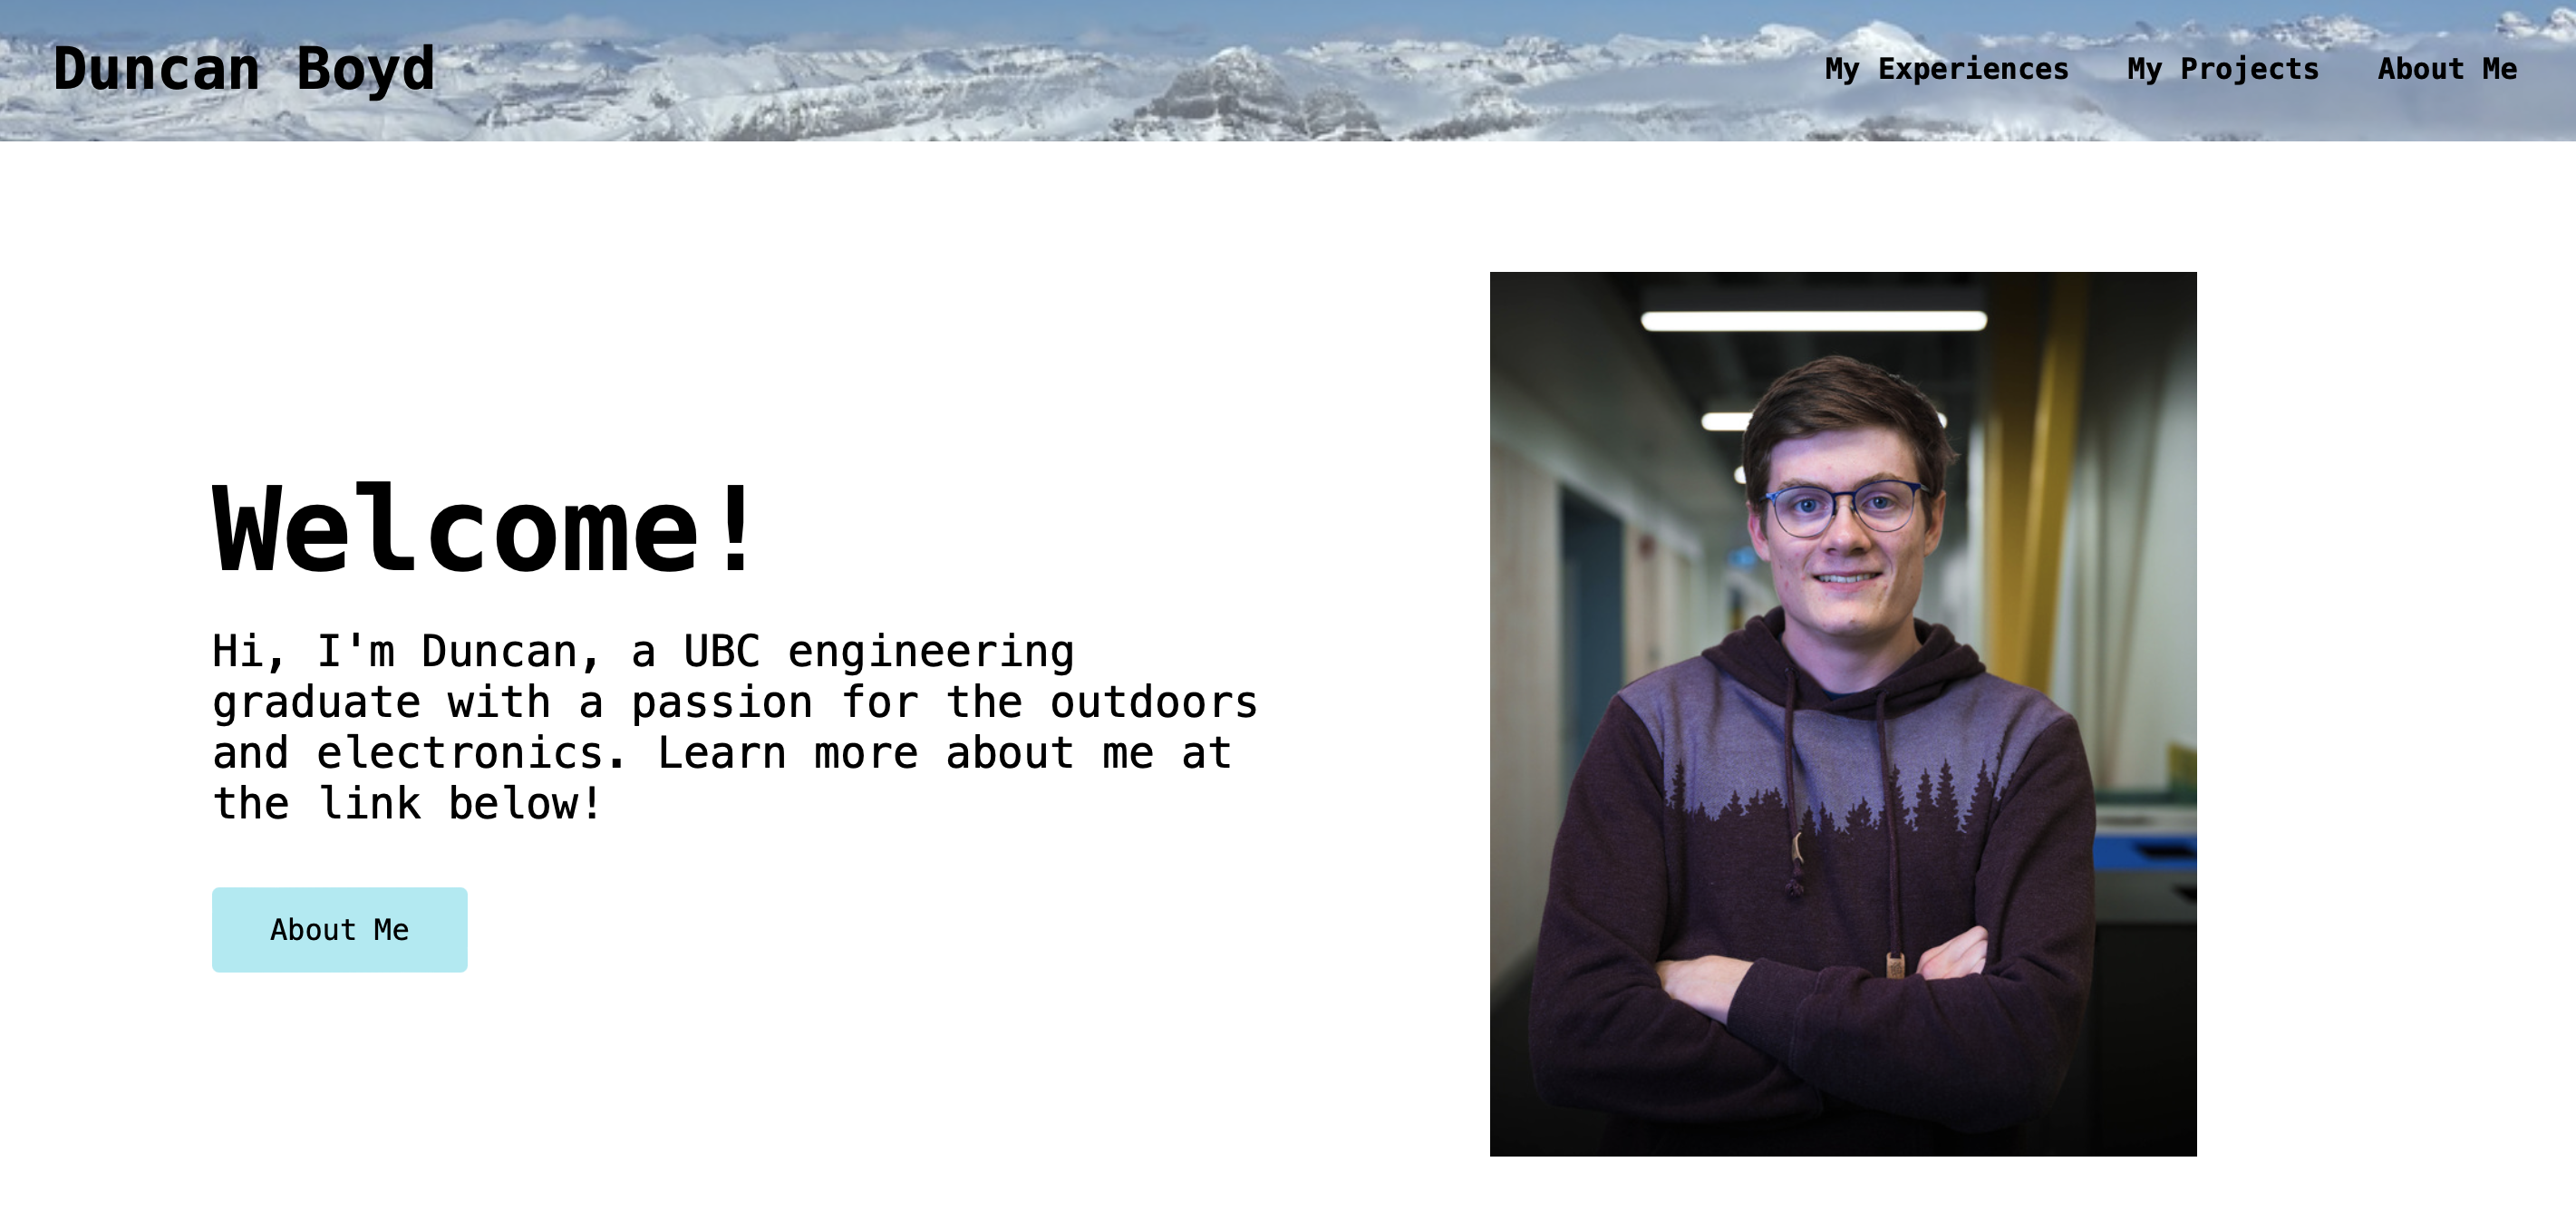 Duncan Boyd
My Experiences My Projects About Me
Welcome!
Hi, I'm Duncan, a UBC engineering
graduate with a passion for the outdoors
and electronics. Learn more about me at
the link below!
About Me